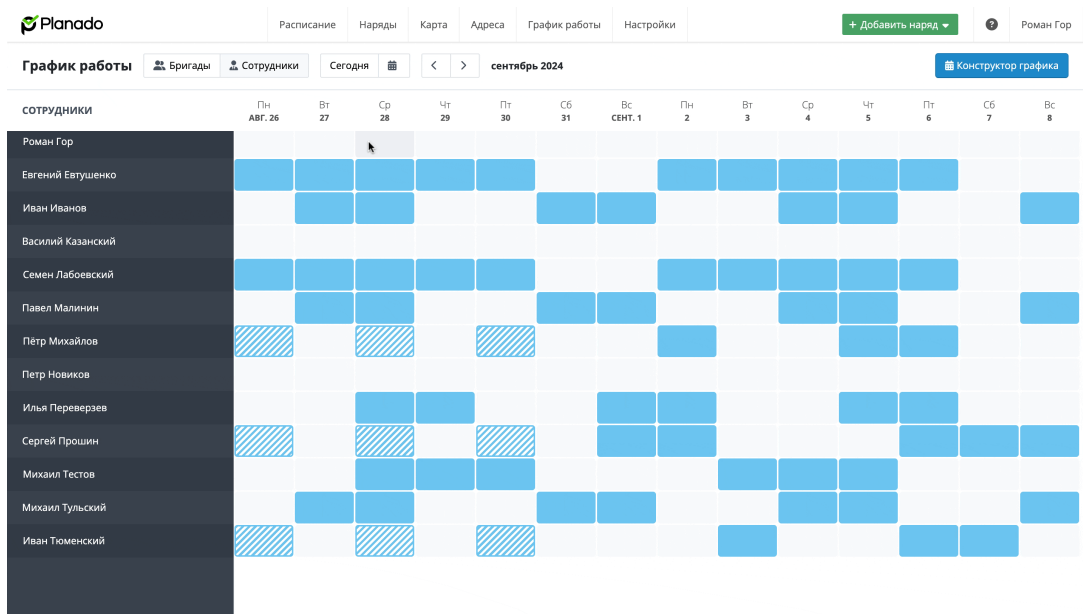 Planado Расписание Наряды Карта Адреса График работы Настройки + Добавить наряд ? Роман Гор
График работы Бригады Сотрудники Сегодня < > сентябрь 2024 Конструктор графика
СОТРУДНИКИ
Пн Вт Ср Чт Пт Сб Вс Пн Вт Ср Чт Пт Сб Вс
АВГ. 26 27 28 29 30 31 СЕНТ. 1 2 3 4 5 6 7 8
Роман Гор
Евгений Евтушенко
Иван Иванов
Василий Казанский
Семен Лабоевский
Павел Малинин
Пётр Михайлов
Петр Новиков
Илья Переверзев
Сергей Прошин
Михаил Тестов
Михаил Тульский
Иван Тюменский